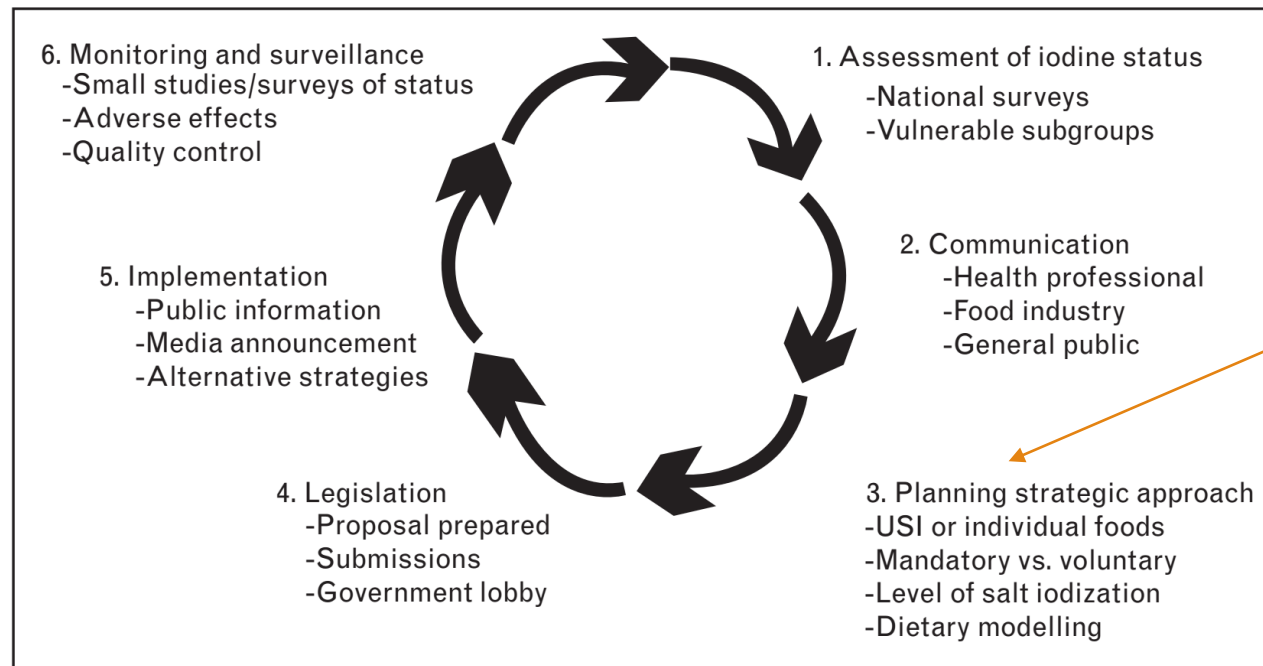 1. Assessment of iodine status
-National surveys
-Vulnerable subgroups
2. Communication
-Health professional
-Food industry
-General public
3. Planning strategic approach
-USI or individual foods
-Mandatory vs. voluntary
-Level of salt iodization
-Dietary modelling
4. Legislation
-Proposal prepared
-Submissions
-Government lobby
5. Implementation
-Public information
-Media announcement
-Alternative strategies
6. Monitoring and surveillance
-Small studies/surveys of status
-Adverse effects
-Quality control